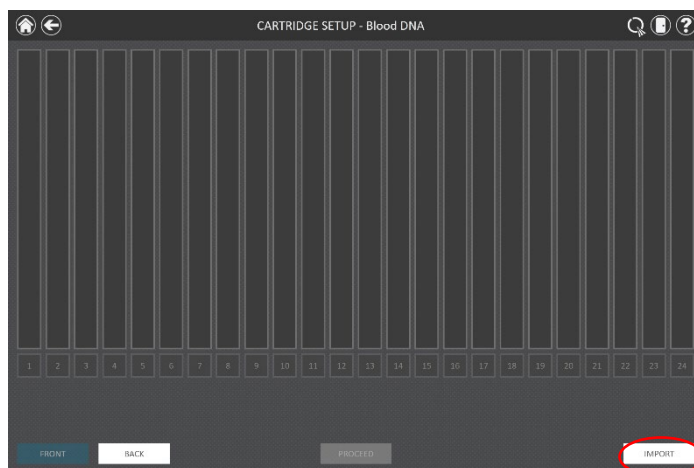 CARTRIDGE SETUP - Blood DNA
?
1 2 3 4 5 6 7 8 9 10 11 12 13 14 15 16 17 18 19 20 21 22 23 24
FRONT BACK PROCEED IMPORT